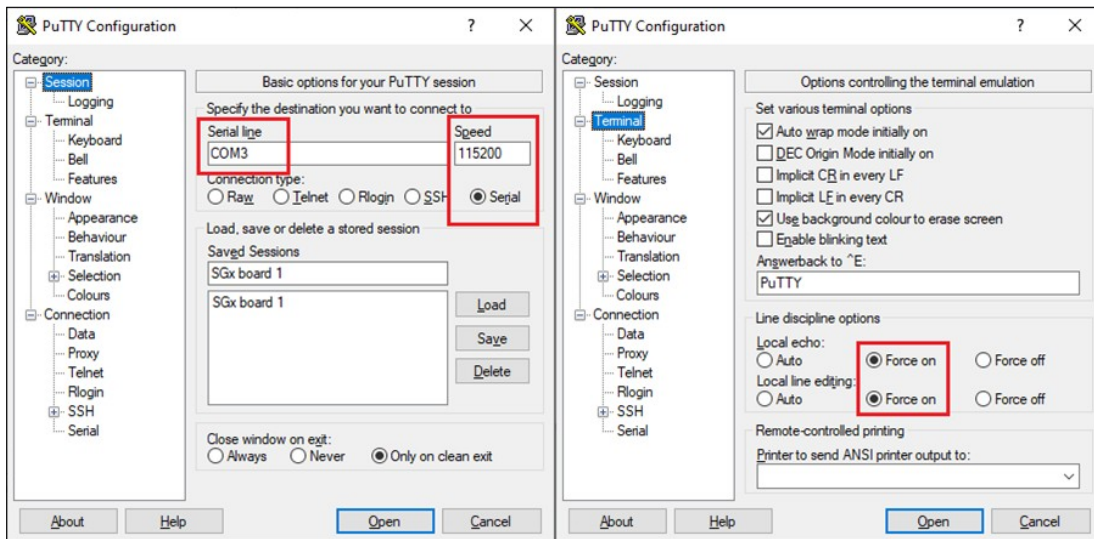 PuTTY Configuration
Category:
Session
Logging
Terminal
Keyboard
Bell
Features
Window
Appearance
Behaviour
Translation
Selection
Colours
Connection
Data
Proxy
Telnet
Rlogin
SSH
Serial
Basic options for your PuTTY session
Specify the destination you want to connect to
Serial line Speed
COM3 115200
Connection type:
Raw Telnet Rlogin SSH Serial
Load, save or delete a stored session
Saved Sessions
SGx board 1
SGx board 1
Load
Save
Delete
Close window on exit:
Always Never Only on clean exit
About Help Open Cancel
PuTTY Configuration
Category:
Session
Logging
Terminal
Keyboard
Bell
Features
Window
Appearance
Behaviour
Translation
Selection
Colours
Connection
Data
Proxy
Telnet
Rlogin
SSH
Serial
Options controlling the terminal emulation
Set various terminal options
Auto wrap mode initially on
DEC Origin Mode initially on
Implicit CR in every LF
Implicit LF in every CR
Use background colour to erase screen
Enable blinking text
Answerback to ^E:
PuTTY
Line discipline options
Local echo:
Auto Force on Force off
Local line editing:
Auto Force on Force off
Remote-controlled printing
Printer to send ANSI printer output to:
About Help Open Cancel